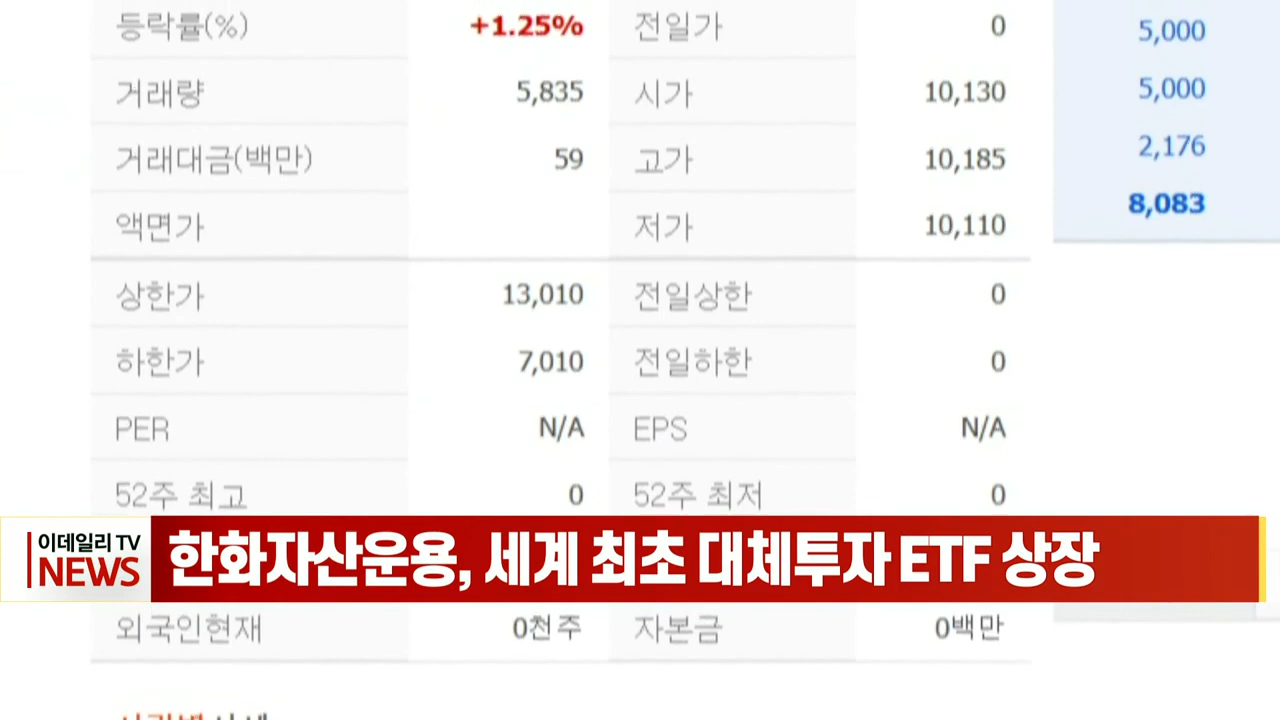 등락률(%) +1.25% 전일가 0 5,000
거래량 5,835 시가 10,130 5,000
거래대금(백만) 59 고가 10,185 2,176
액면가 저가 10,110 8,083
상한가 13,010 전일상한 0
하한가 7,010 전일하한 0
PER N/A EPS N/A
52주 최고 0 52주 최저 0
이데일리 TV
NEWS
한화자산운용, 세계 최초 대체투자 ETF 상장
외국인현재 0천주 자본금 0백만